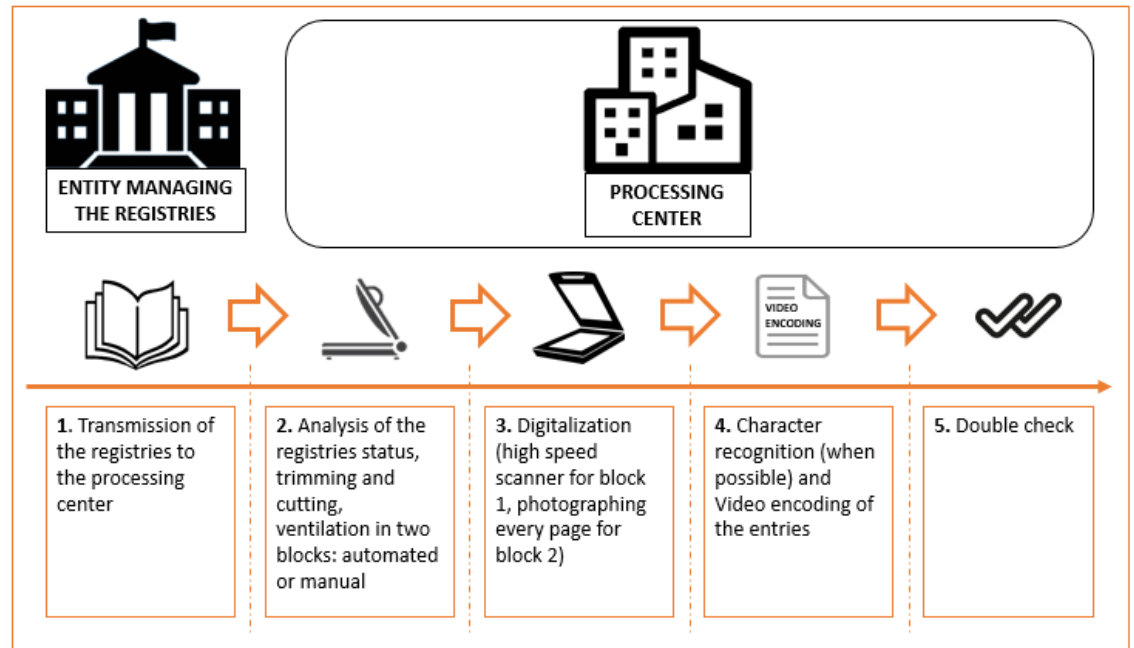 ENTITY MANAGING
THE REGISTRIES
PROCESSING
CENTER
VIDEO
ENCODING
1. Transmission of
the registries to
the processing
center
2. Analysis of the
registries status,
trimming and
cutting,
ventilation in two
blocks: automated
or manual
3. Digitalization
(high speed
scanner for block
1, photographing
every page for
block 2)
4. Character
recognition (when
possible) and
Video encoding of
the entries
5. Double check